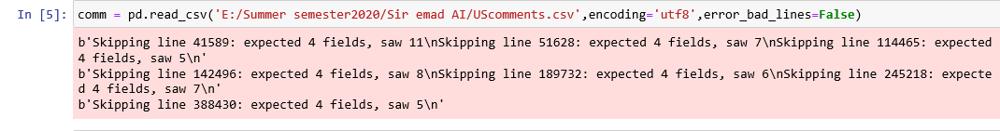 In [5]: comm = pd.read_csv('E:/Summer semester2020/Sir emad AI/UScomments.csv',encoding='utf8',error_bad_lines=False)
b'Skipping line 41589: expected 4 fields, saw 11\nSkipping line 51628: expected 4 fields, saw 7\nSkipping line 114465: expected
4 fields, saw 5\n'
b'Skipping line 142496: expected 4 fields, saw 8\nSkipping line 189732: expected 4 fields, saw 6\nSkipping line 245218: expecte
d 4 fields, saw 7\n'
b'Skipping line 388430: expected 4 fields, saw 5\n'